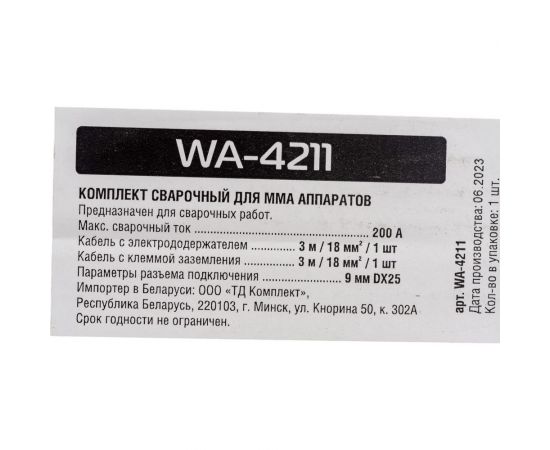 WA-4211
КОМПЛЕКТ СВАРОЧНЫЙ ДЛЯ ММА АППАРАТОВ
Предназначен для сварочных работ.
Макс. сварочный ток 200 А
Кабель с электрододержателем 3 м / 18 мм² / 1 шт
Кабель с клеммой заземления 3 м / 18 мм² / 1 шт
Параметры разъема подключения 9 мм DX25
Импортер в Беларуси: ООО «ТД Комплект»,
Республика Беларусь, 220103, г. Минск, ул. Кнорина 50, к. 302А
Срок годности не ограничен.
арт. WA-4211
Дата производства: 06.2023
Кол-во в упаковке: 1 шт.